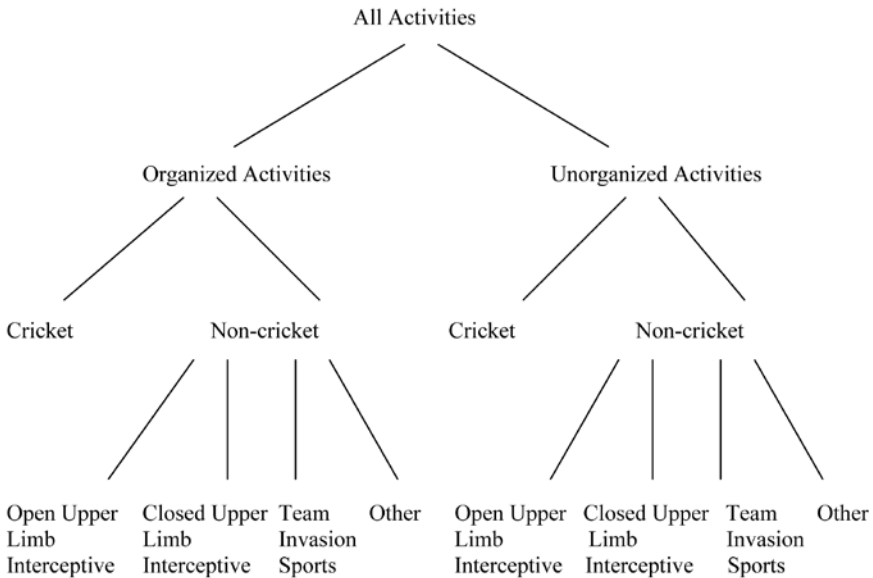 All Activities
Organized Activities Unorganized Activities
Cricket Non-cricket Cricket Non-cricket
Open Upper Closed Upper Team Other Open Upper Closed Upper Team Other
Limb Limb Invasion Limb Limb Invasion
Interceptive Interceptive Sports Interceptive Interceptive Sports